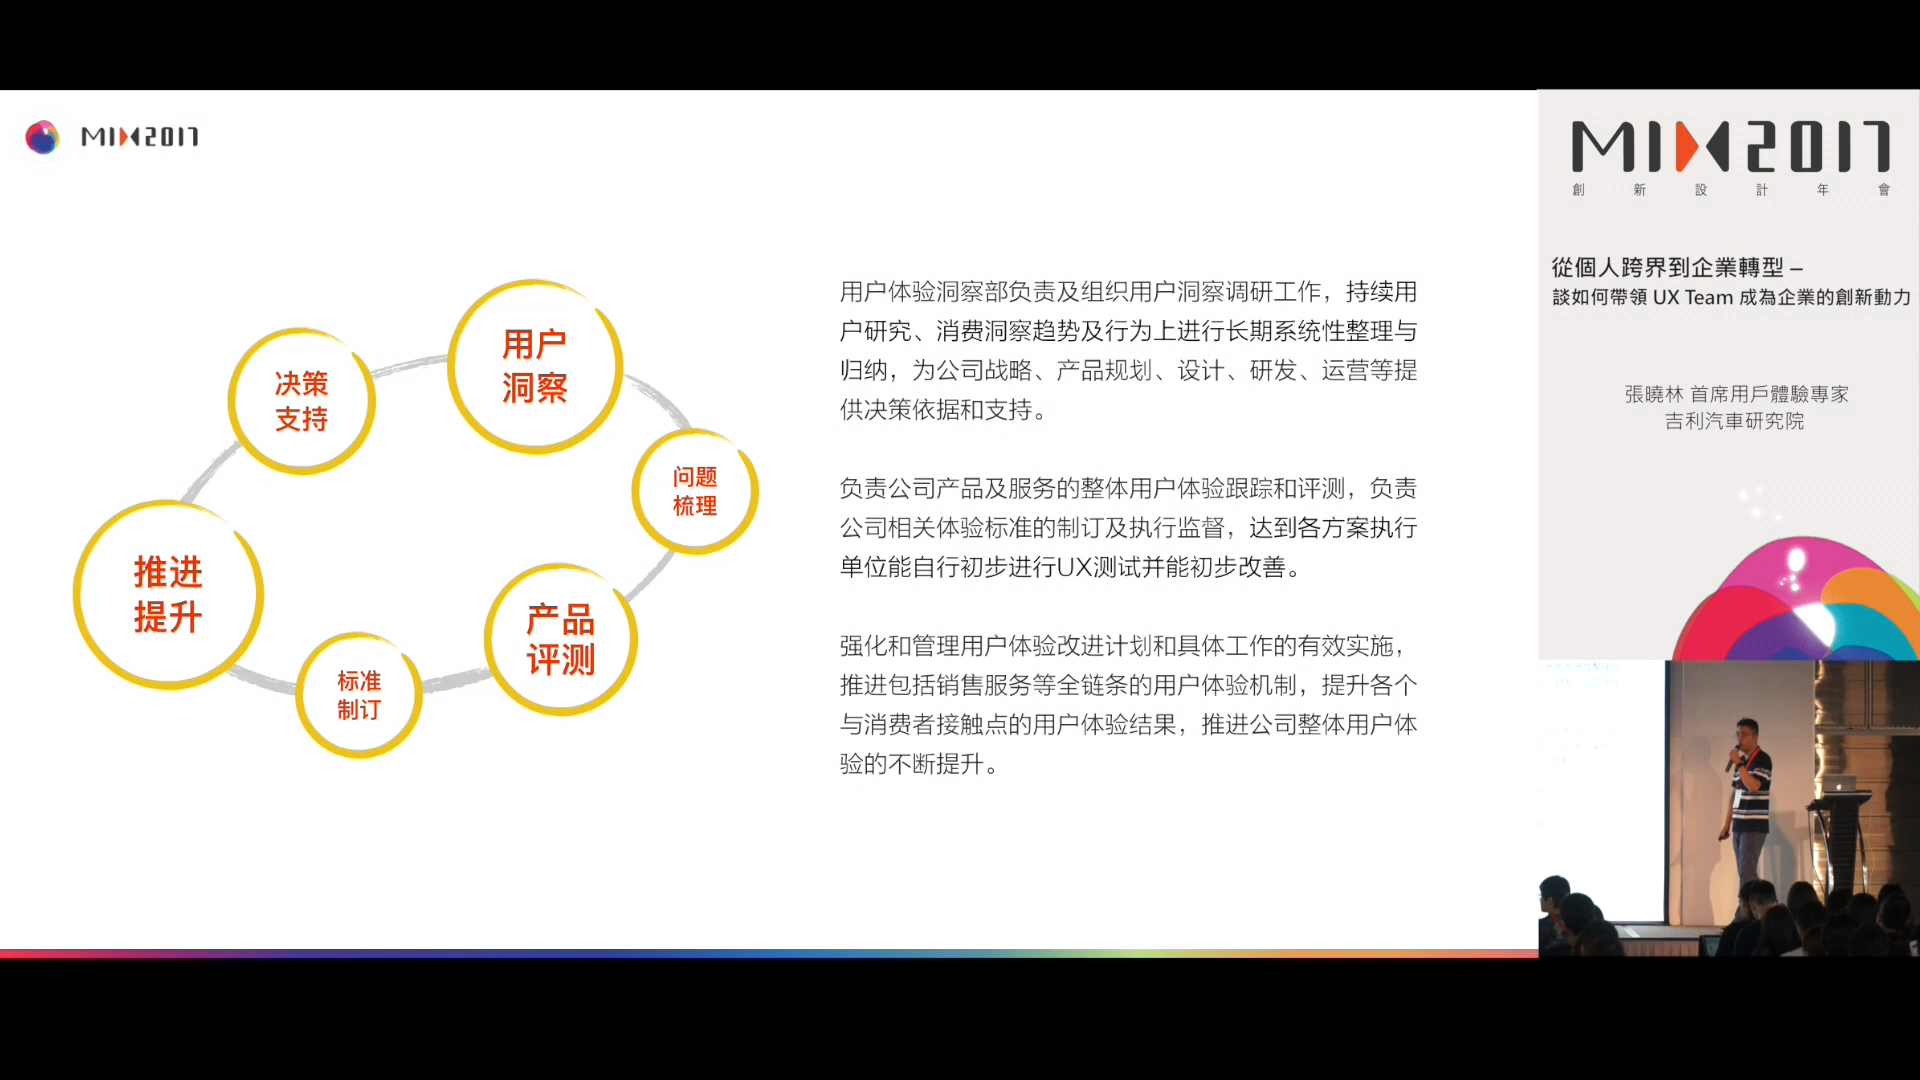 MIX2017
决策
支持
用户
洞察
问题
梳理
推进
提升
产品
评测
标准
制订
用户体验洞察部负责及组织用户洞察调研工作，持续用
户研究、消费洞察趋势及行为上进行长期系统性整理与
归纳，为公司战略、产品规划、设计、研发、运营等提
供决策依据和支持。
负责公司产品及服务的整体用户体验跟踪和评测，负责
公司相关体验标准的制订及执行监督，达到各方案执行
单位能自行初步进行UX测试并能初步改善。
强化和管理用户体验改进计划和具体工作的有效实施，
推进包括销售服务等全链条的用户体验机制，提升各个
与消费者接触点的用户体验结果，推进公司整体用户体
验的不断提升。
MIX2017
創新設計年會
從個人跨界到企業轉型 –
談如何帶領 UX Team 成為企業的創新動力
張曉林 首席用戶體驗專家
吉利汽車研究院